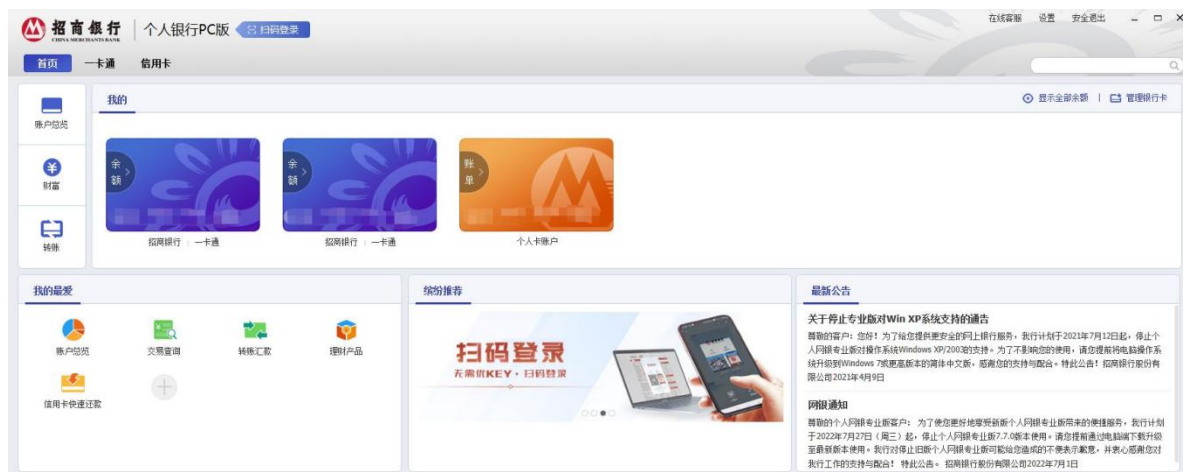 招商银行
CHINA MERCHANTS BANK
个人银行PC版
扫码登录
在线客服 设置 安全退出
首页 一卡通 信用卡
我的
显示全部余额 | 管理银行卡
账户总览
财富
转账
余额
余额
账单
招商银行 | 一卡通
招商银行 | 一卡通
个人卡账户
我的最爱
账户总览
交易查询
转账汇款
理财产品
信用卡快速还款
缤纷推荐
扫码登录
无需优KEY·扫码登录
最新公告
关于停止专业版对Win XP系统支持的通告
尊敬的客户：您好！为了给您提供更安全的网上银行服务，我行计划于2021年7月12日起，停止个
人网银专业版对操作系统Windows XP/2003的支持。为了不影响您的使用，请您提前将电脑操作系
统升级到Windows 7或更高版本的简体中文版，感谢您的支持与配合。特此公告！招商银行股份有
限公司2021年4月9日
网银通知
尊敬的个人网银专业版客户： 为了使您更好地享受新版个人网银专业版带来的便捷服务，我行计划
于2022年7月27日（周三）起，停止个人网银专业版7.7.0版本使用。请您提前通过电脑端下载升级
至最新版本使用。我行对停止旧版个人网银专业版可能给您造成的不便表示歉意，并衷心感谢您对
我行工作的支持与配合！ 特此公告。 招商银行股份有限公司2022年7月1日